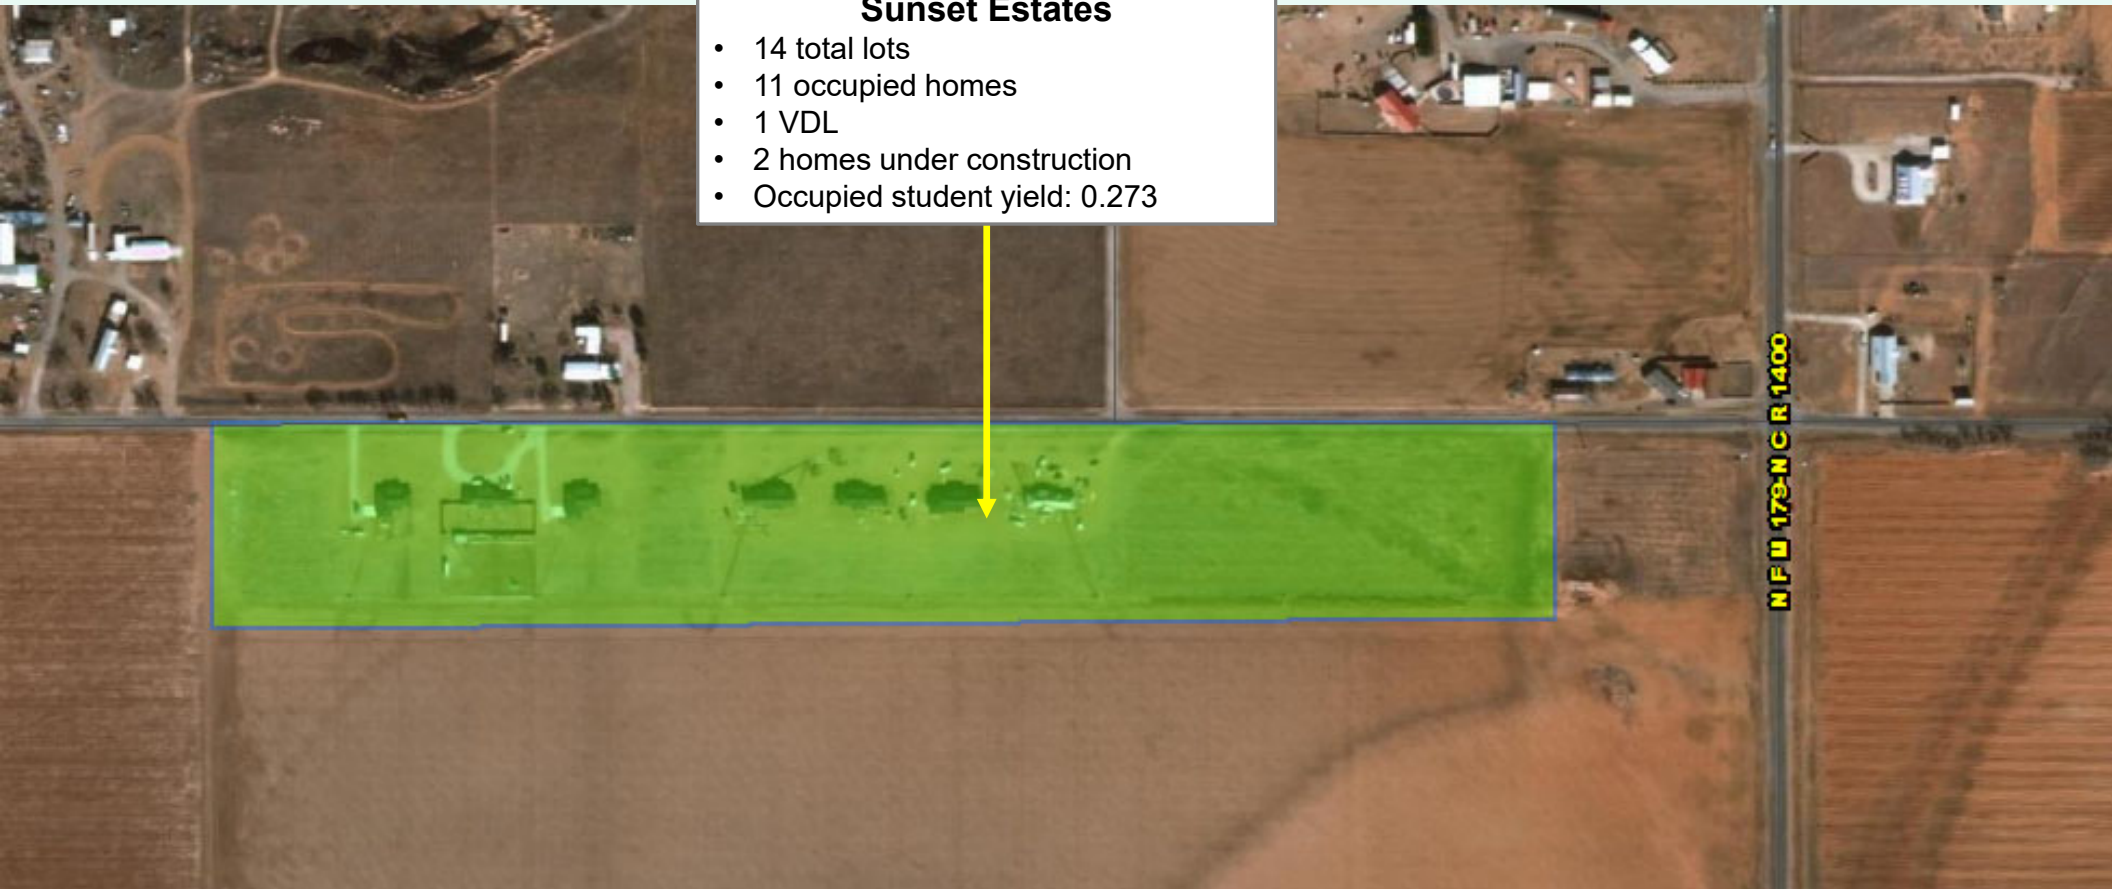 Sunset Estates
• 14 total lots
• 11 occupied homes
• 1 VDL
• 2 homes under construction
• Occupied student yield: 0.273
N FM 179-N C R 1400